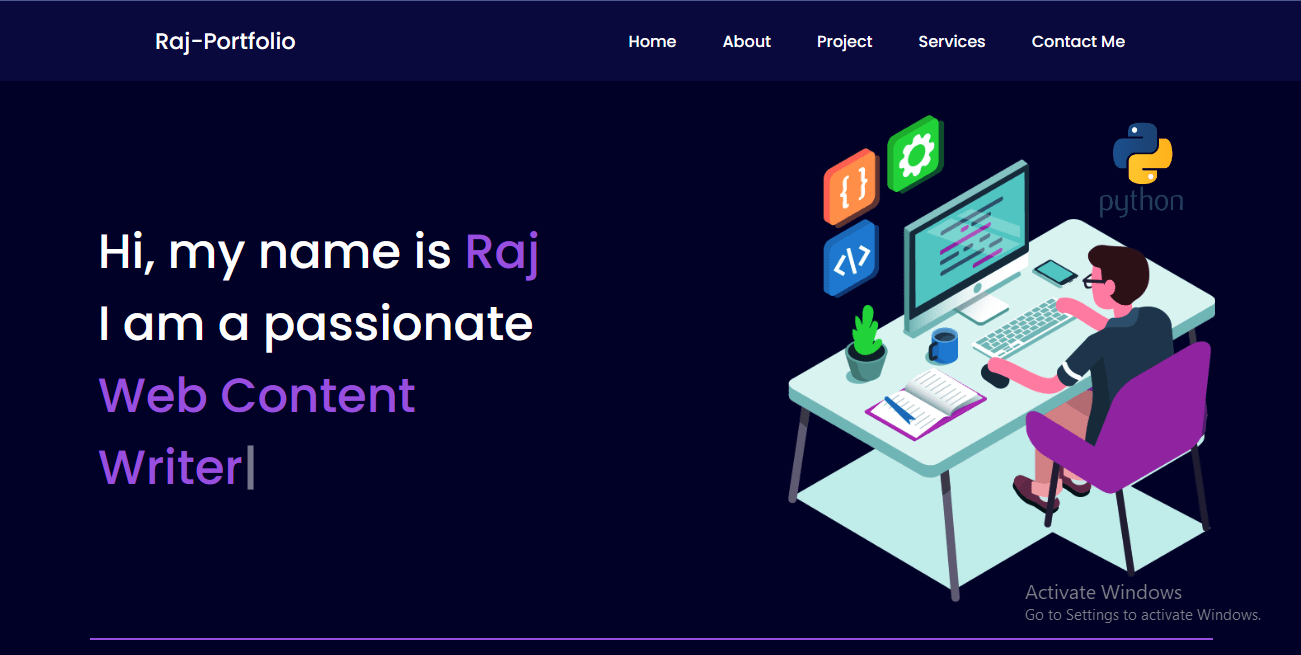 Raj-Portfolio
Home About Project Services Contact Me
python
Hi, my name is Raj
I am a passionate
Web Content
Writer|
{ }
</>
Activate Windows
Go to Settings to activate Windows.